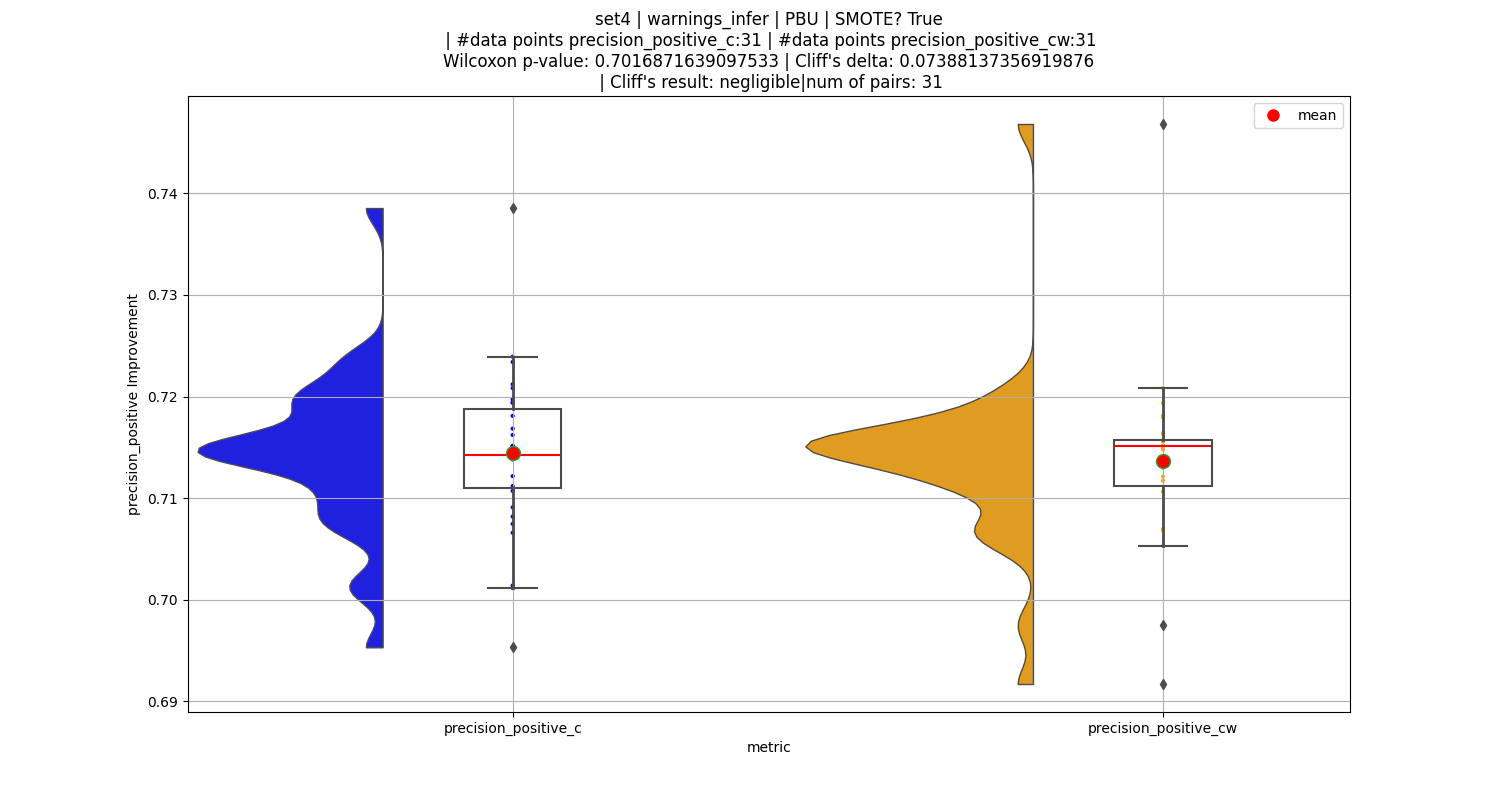 set4 | warnings_infer | PBU | SMOTE? True
| #data points precision_positive_c:31 | #data points precision_positive_cw:31
Wilcoxon p-value: 0.7016871639097533 | Cliff's delta: 0.07388137356919876
| Cliff's result: negligible|num of pairs: 31
mean
0.74
0.73
0.72
0.71
0.70
0.69
precision_positive Improvement
precision_positive_c
precision_positive_cw
metric